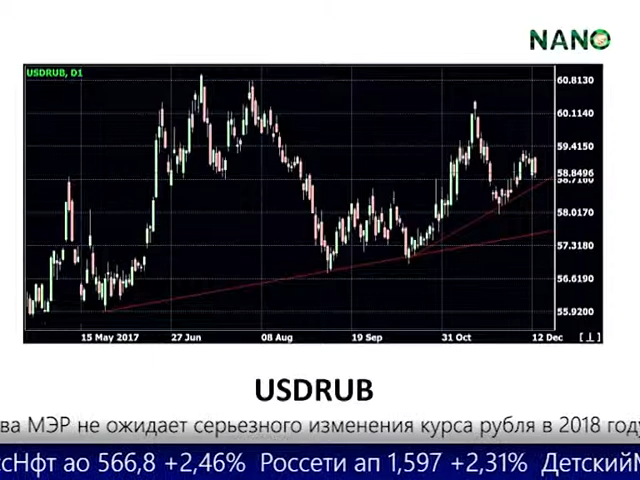 NANO
USDRUB, D1
60.8130
60.1140
59.4150
58.8496
58.0170
57.3180
56.6190
55.9200
15 May 2017 27 Jun 08 Aug 19 Sep 31 Oct 12 Dec
USDRUB
ва МЭР не ожидает серьезного изменения курса рубля в 2018 году
сНфт ао 566,8 +2,46% Россети ап 1,597 +2,31% ДетскийМ